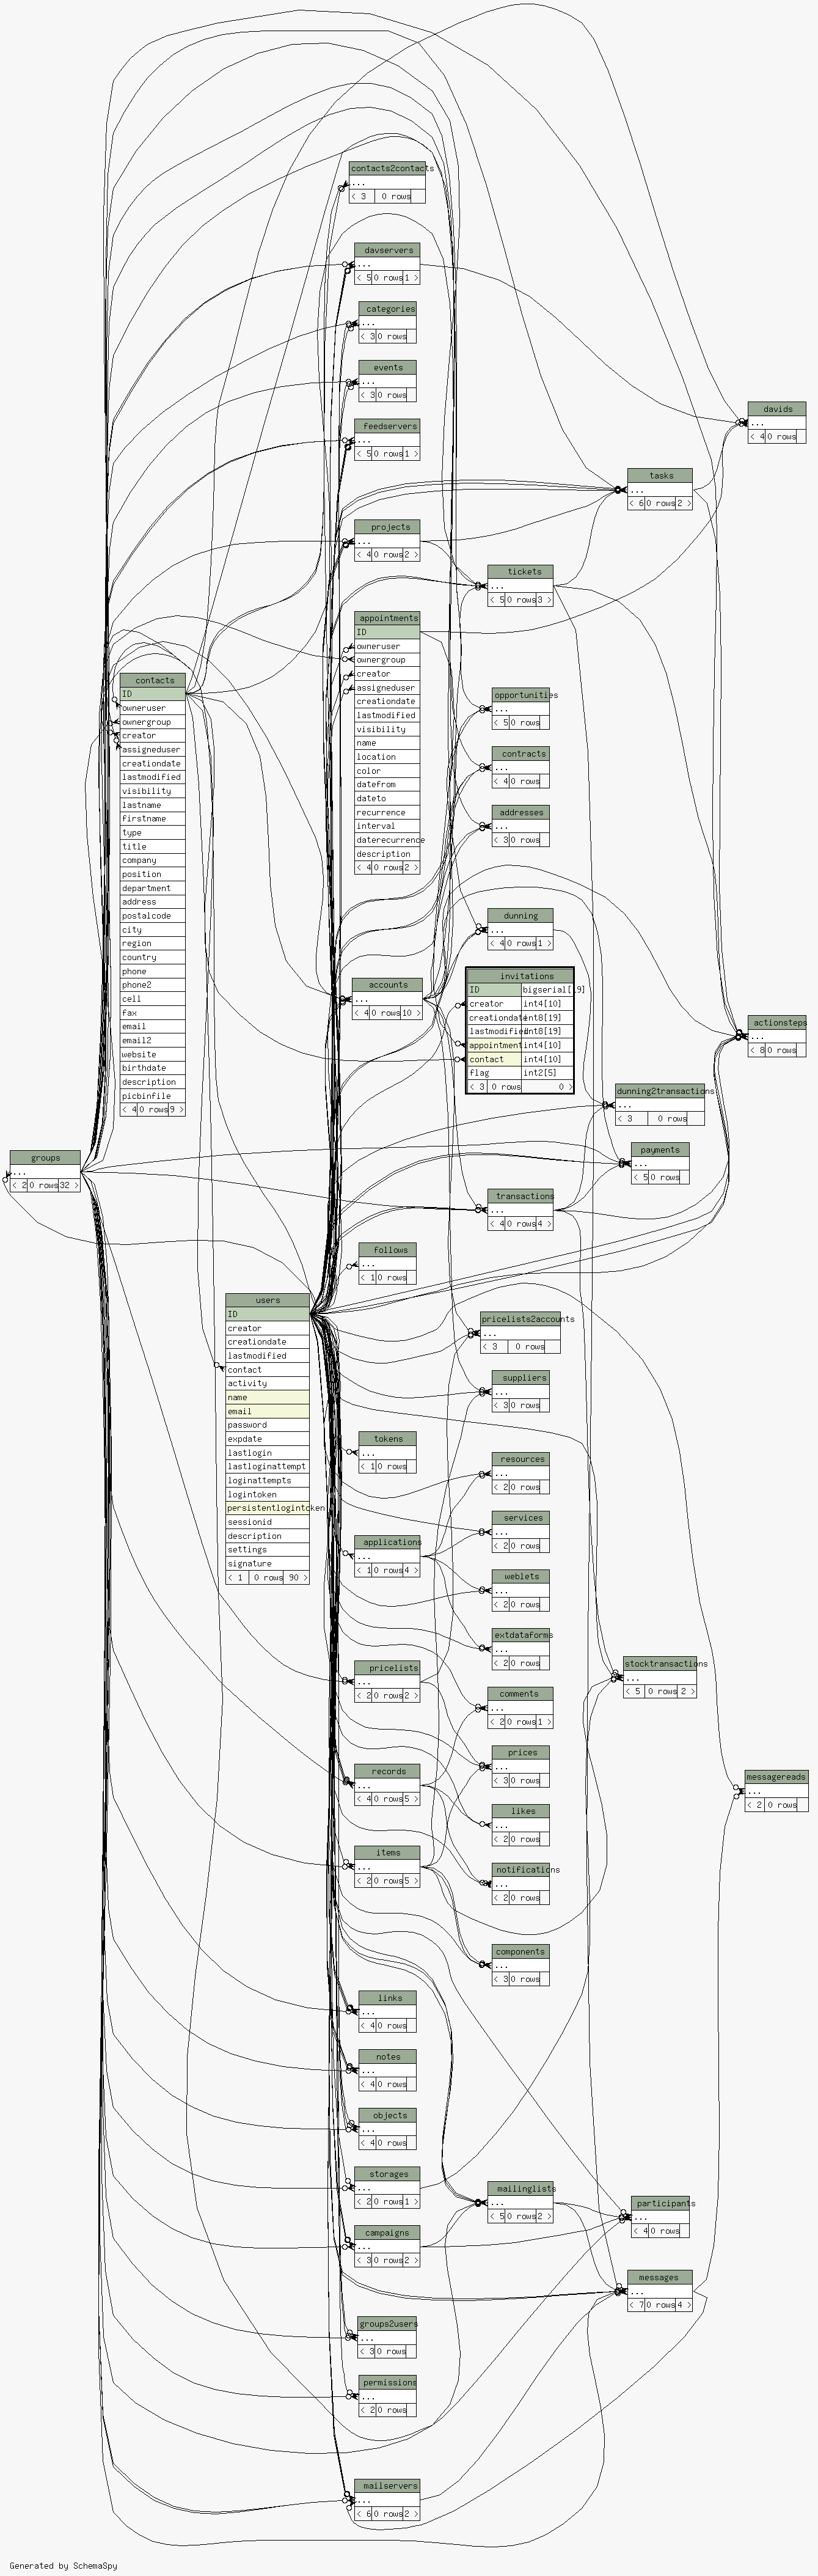 contacts2contacts
...
< 3 0 rows
davservers
...
< 5 0 rows 1 >
categories
...
< 3 0 rows
events
...
< 3 0 rows
feedservers
...
< 5 0 rows 1 >
davids
...
< 4 0 rows
tasks
...
< 6 0 rows 2 >
projects
...
< 4 0 rows 2 >
tickets
...
< 5 0 rows 3 >
appointments
ID
owneruser
ownergroup
creator
assigneduser
creationdate
lastmodified
visibility
name
location
color
datefrom
dateto
recurrence
interval
daterecurrence
description
< 4 0 rows 2 >
contacts
ID
owneruser
ownergroup
creator
assigneduser
creationdate
lastmodified
visibility
lastname
firstname
type
title
company
position
department
address
postalcode
city
region
country
phone
phone2
cell
fax
email
email2
website
birthdate
description
picbinfile
< 4 0 rows 9 >
opportunities
...
< 5 0 rows
contracts
...
< 4 0 rows
addresses
...
< 3 0 rows
dunning
...
< 4 0 rows 1 >
invitations
ID bigserial[19]
creator int4[10]
creationdate int8[19]
lastmodified int8[19]
appointment int4[10]
contact int4[10]
flag int2[5]
< 3 0 rows 0 >
accounts
...
< 4 0 rows 10 >
actionsteps
...
< 8 0 rows
dunning2transactions
...
< 3 0 rows
payments
...
< 5 0 rows
groups
...
< 2 0 rows 32 >
transactions
...
< 4 0 rows 4 >
follows
...
< 1 0 rows
users
ID
creator
creationdate
lastmodified
contact
activity
name
email
password
expdate
lastlogin
lastloginattempt
loginattempts
logintoken
persistentlogintoken
sessionid
description
settings
signature
< 1 0 rows 90 >
pricelists2accounts
...
< 3 0 rows
suppliers
...
< 3 0 rows
tokens
...
< 1 0 rows
resources
...
< 2 0 rows
services
...
< 2 0 rows
applications
...
< 1 0 rows 4 >
weblets
...
< 2 0 rows
extdataforms
...
< 2 0 rows
pricelists
...
< 2 0 rows 2 >
stocktransactions
...
< 5 0 rows 2 >
comments
...
< 2 0 rows 1 >
prices
...
< 3 0 rows
records
...
< 4 0 rows 5 >
messagereads
...
< 2 0 rows
likes
...
< 2 0 rows
items
...
< 2 0 rows 5 >
notifications
...
< 2 0 rows
components
...
< 3 0 rows
links
...
< 4 0 rows
notes
...
< 4 0 rows
objects
...
< 4 0 rows
storages
...
< 2 0 rows 1 >
mailinglists
...
< 5 0 rows 2 >
participants
...
< 4 0 rows
campaigns
...
< 3 0 rows 2 >
messages
...
< 7 0 rows 4 >
groups2users
...
< 3 0 rows
permissions
...
< 2 0 rows
mailservers
...
< 6 0 rows 2 >
Generated by SchemaSpy